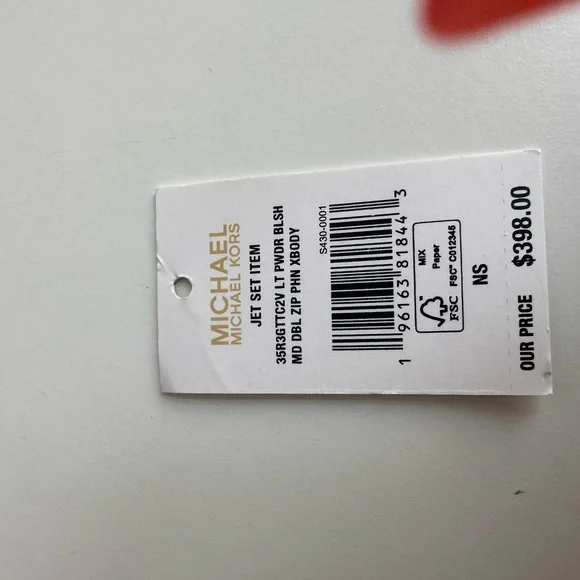 MICHAEL
MICHAEL KORS
JET SET ITEM
35R3GTTC2V LT PWDR BLSH
MD DBL ZIP PHN XBODY
S430-0001
1 96163 81844 3
FSC
MIX
Paper
FSC® C012345
NS
OUR PRICE $398.00